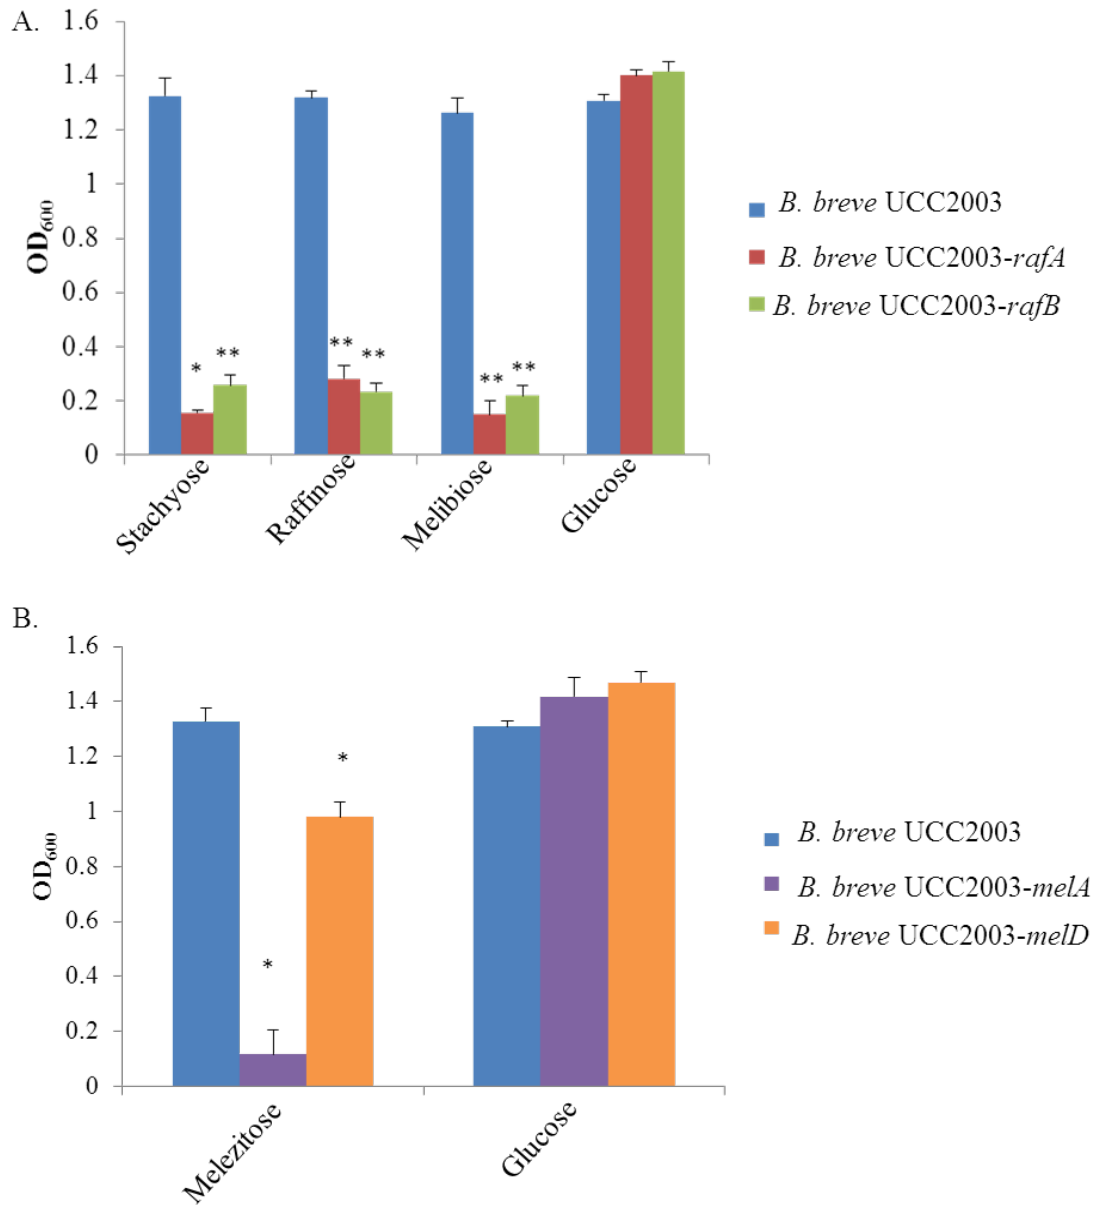 A.
1.6
1.4
1.2
1
0.8
0.6
0.4
0.2
0
OD600
* **
** **
** **
Stachyose
Raffinose
Melibiose
Glucose
B. breve UCC2003
B. breve UCC2003-rafA
B. breve UCC2003-rafB
B.
1.6
1.4
1.2
1
0.8
0.6
0.4
0.2
0
OD600
*
*
Melezitose
Glucose
B. breve UCC2003
B. breve UCC2003-melA
B. breve UCC2003-melD